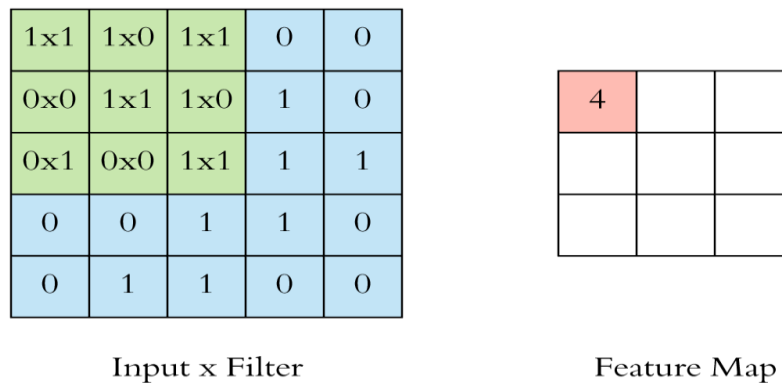 1x1 1x0 1x1 0 0
0x0 1x1 1x0 1 0
4
0x1 0x0 1x1 1 1
0 0 1 1 0
0 1 1 0 0
Input x Filter
Feature Map